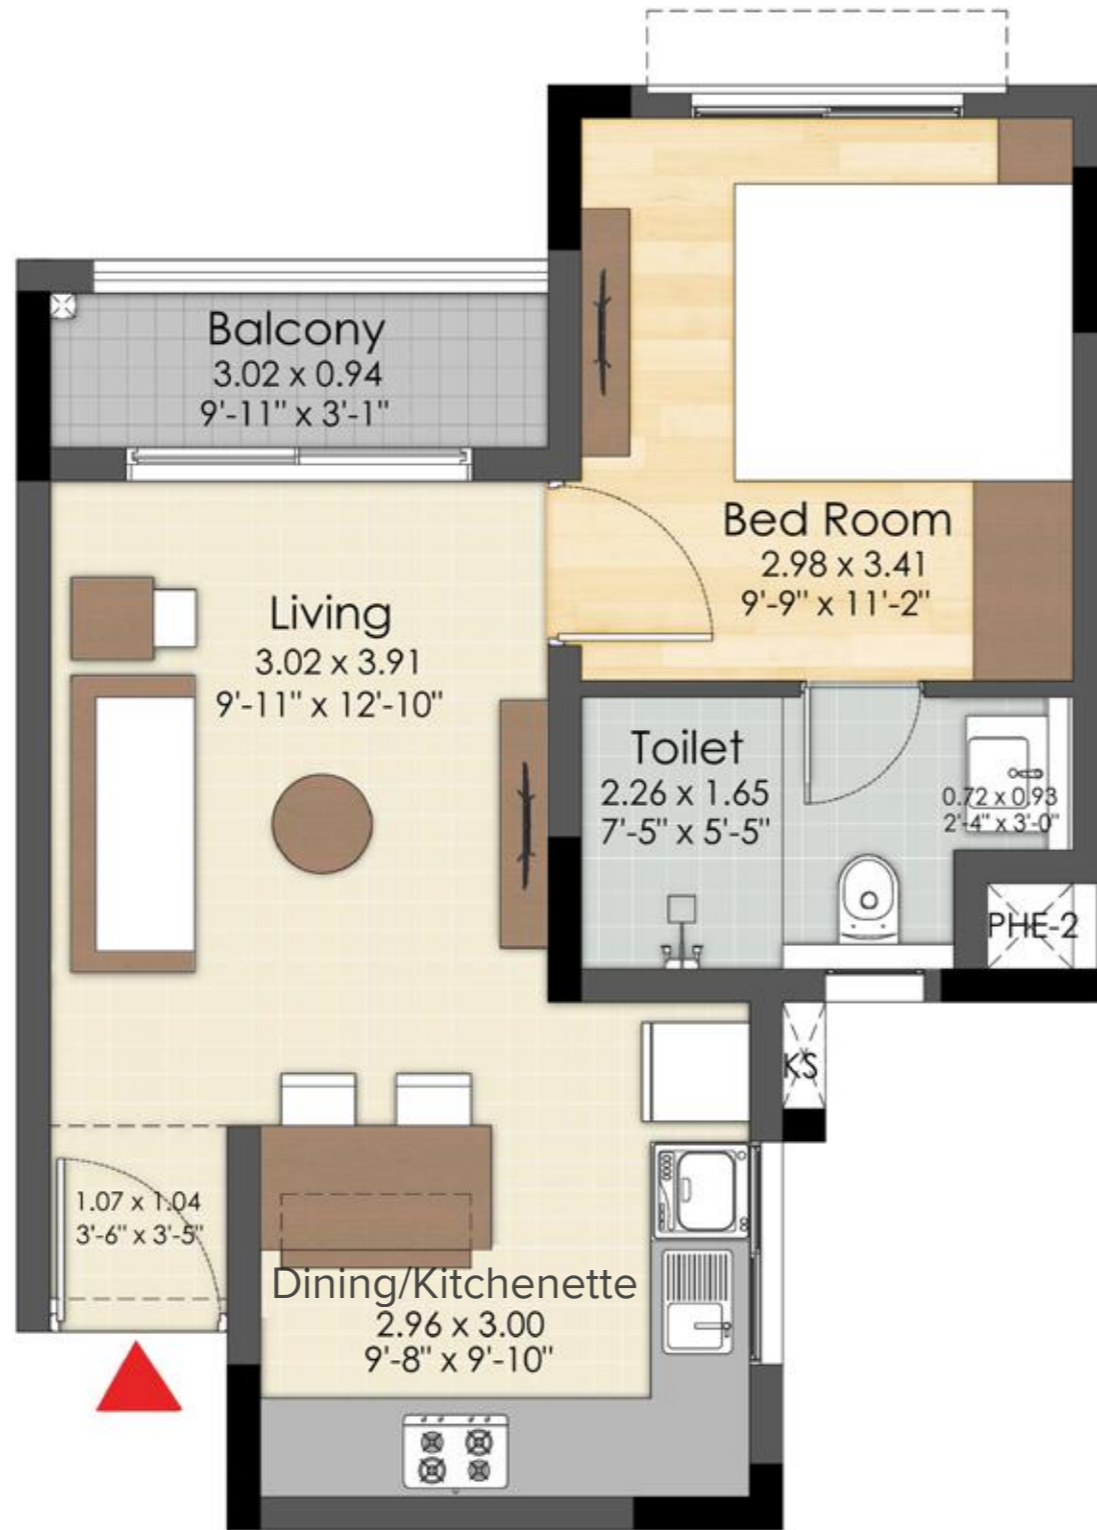 Balcony
3.02 x 0.94
9'-11" x 3'-1"
Bed Room
2.98 x 3.41
9'-9" x 11'-2"
Living
3.02 x 3.91
9'-11" x 12'-10"
Toilet
2.26 x 1.65
7'-5" x 5'-5"
0.72 x 0.93
2'-4" x 3'-0"
PHE-2
KS
1.07 x 1.04
3'-6" x 3'-5"
Dining/Kitchenette
2.96 x 3.00
9'-8" x 9'-10"